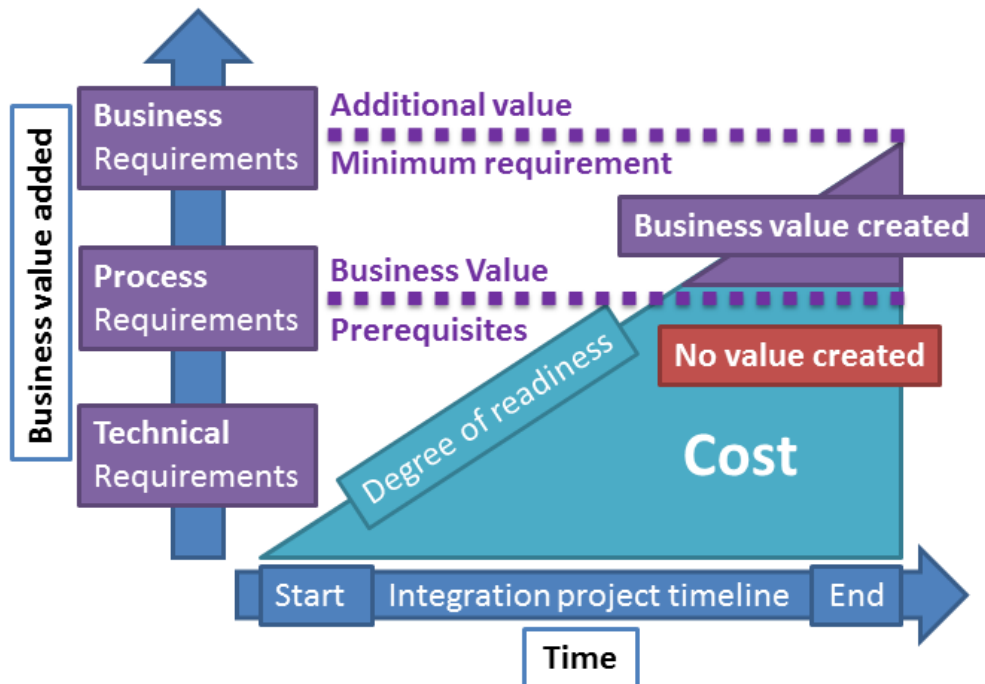 Business value added
Business
Requirements
Additional value
Minimum requirement
Business value created
Process
Requirements
Business Value
Prerequisites
No value created
Degree of readiness
Technical
Requirements
Cost
Start
Integration project timeline
End
Time